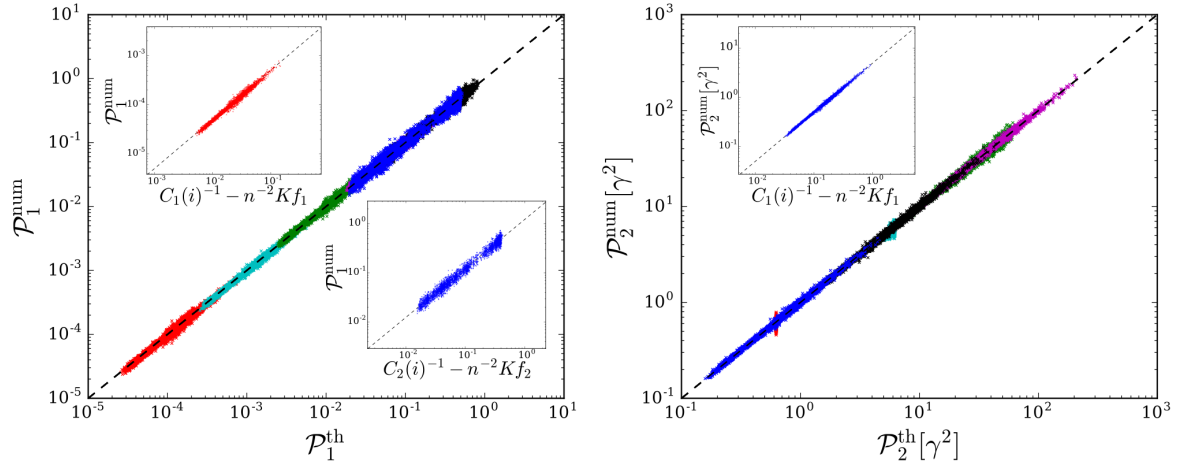 10^1
10^0
10^{-1}
10^{-2}
10^{-3}
10^{-4}
10^{-5}
10^{-5} 10^{-4} 10^{-3} 10^{-2} 10^{-1} 10^0 10^1
P_1^{num}
P_1^{th}
10^{-3}
10^{-4}
10^{-5}
10^{-3} 10^{-2} 10^{-1}
P_1^{num}
C_1(i)^{-1} − n^{-2}Kf_1
10^0
10^{-1}
10^{-2}
10^{-2} 10^{-1} 10^0
P_1^{num}
C_2(i)^{-1} − n^{-2}Kf_2
10^3
10^2
10^1
10^0
10^{-1}
10^{-1} 10^0 10^1 10^2 10^3
P_2^{num}[γ^2]
P_2^{th}[γ^2]
10^1
10^0
10^{-1}
10^{-2} 10^{-1} 10^0
P_2^{num}[γ^2]
C_1(i)^{-1} − n^{-2}Kf_1